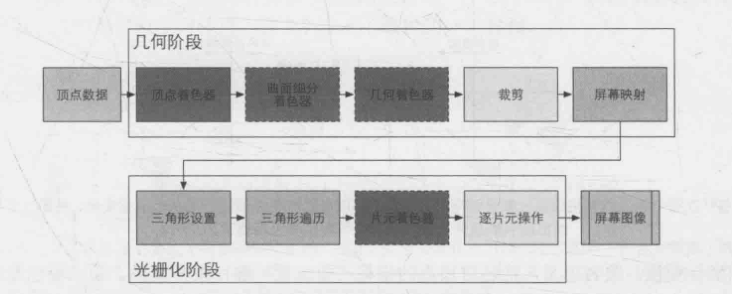 几何阶段
顶点数据
顶点着色器
曲面细分
着色器
几何着色器
裁剪
屏幕映射
三角形设置
三角形遍历
片元着色器
逐片元操作
屏幕图像
光栅化阶段